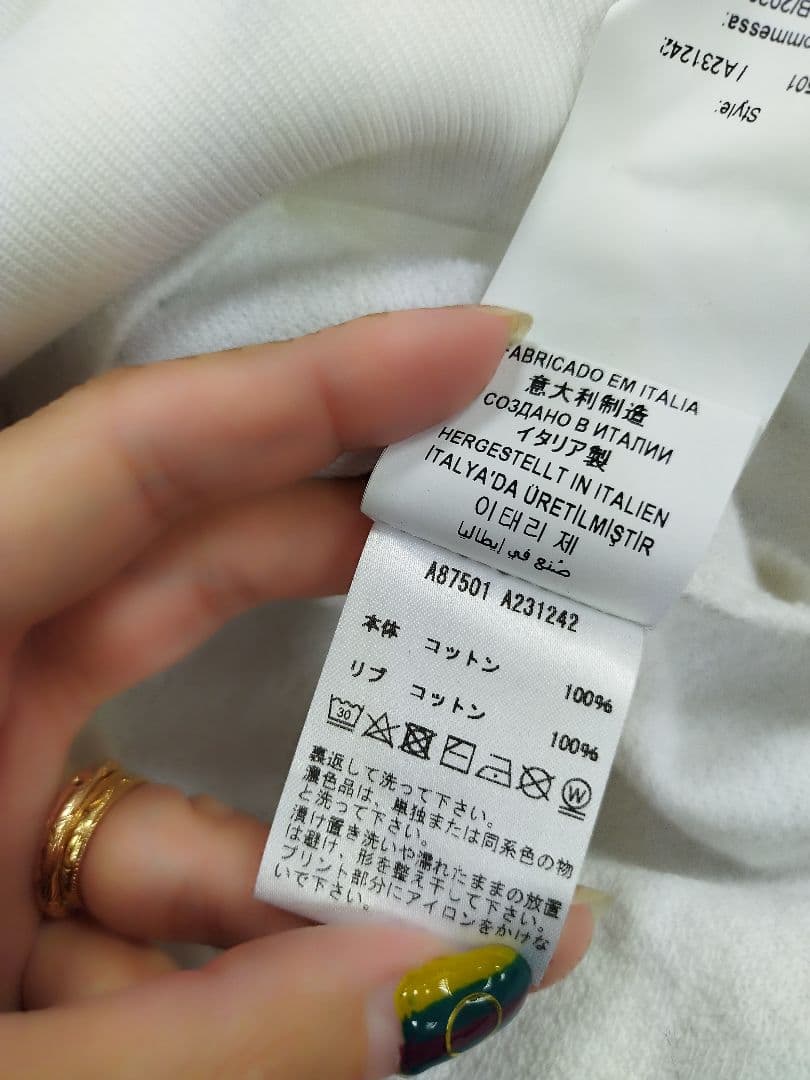 Style:
501 / A231242
ommessa:
FABRICADO EM ITALIA
意大利制造
СОЗДАНО В ИТАЛИИ
イタリア製
HERGESTELLT IN ITALIEN
ITALYA'DA ÜRETİLMİŞTİR
이태리 제
صُنع في إيطاليا
A87501 A231242
本体 コットン 100%
リブ コットン 100%
30
W
裏返して洗って下さい。
濃色品は、単独または同系色の物
と洗って下さい。
漬け置き洗いや濡れたままの放置
は避け、形を整え干して下さい。
プリント部分にアイロンをかけな
いで下さい。